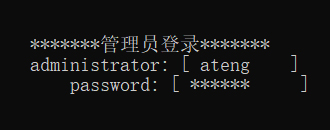 *******管理员登录*******
administrator: [ ateng    ]
    password: [ ******     ]